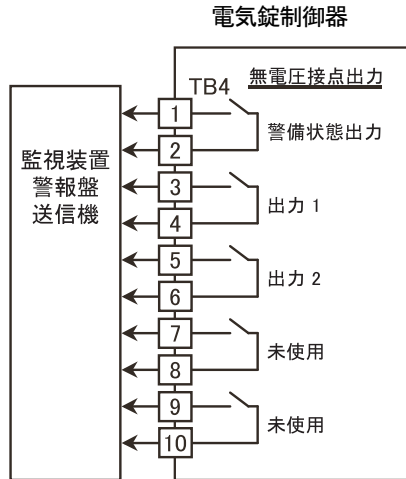 電気錠制御器
無電圧接点出力
TB4
1
警備状態出力
2
監視装置
警報盤
送信機
3
出力 1
4
5
出力 2
6
7
未使用
8
9
未使用
10